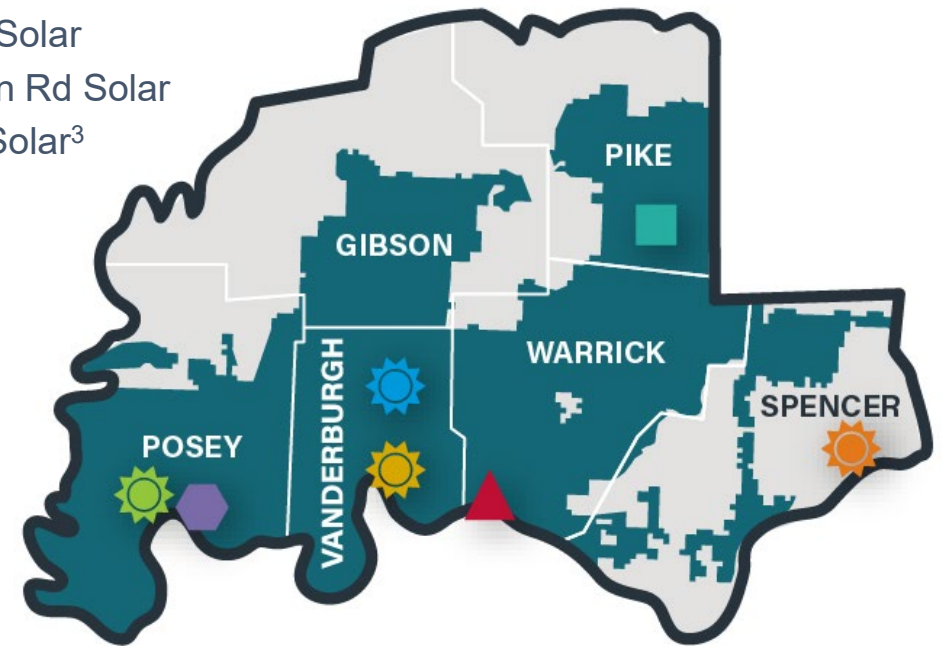 Solar
n Rd Solar
Solar³
PIKE
GIBSON
WARRICK
VANDERBURGH
SPENCER
POSEY